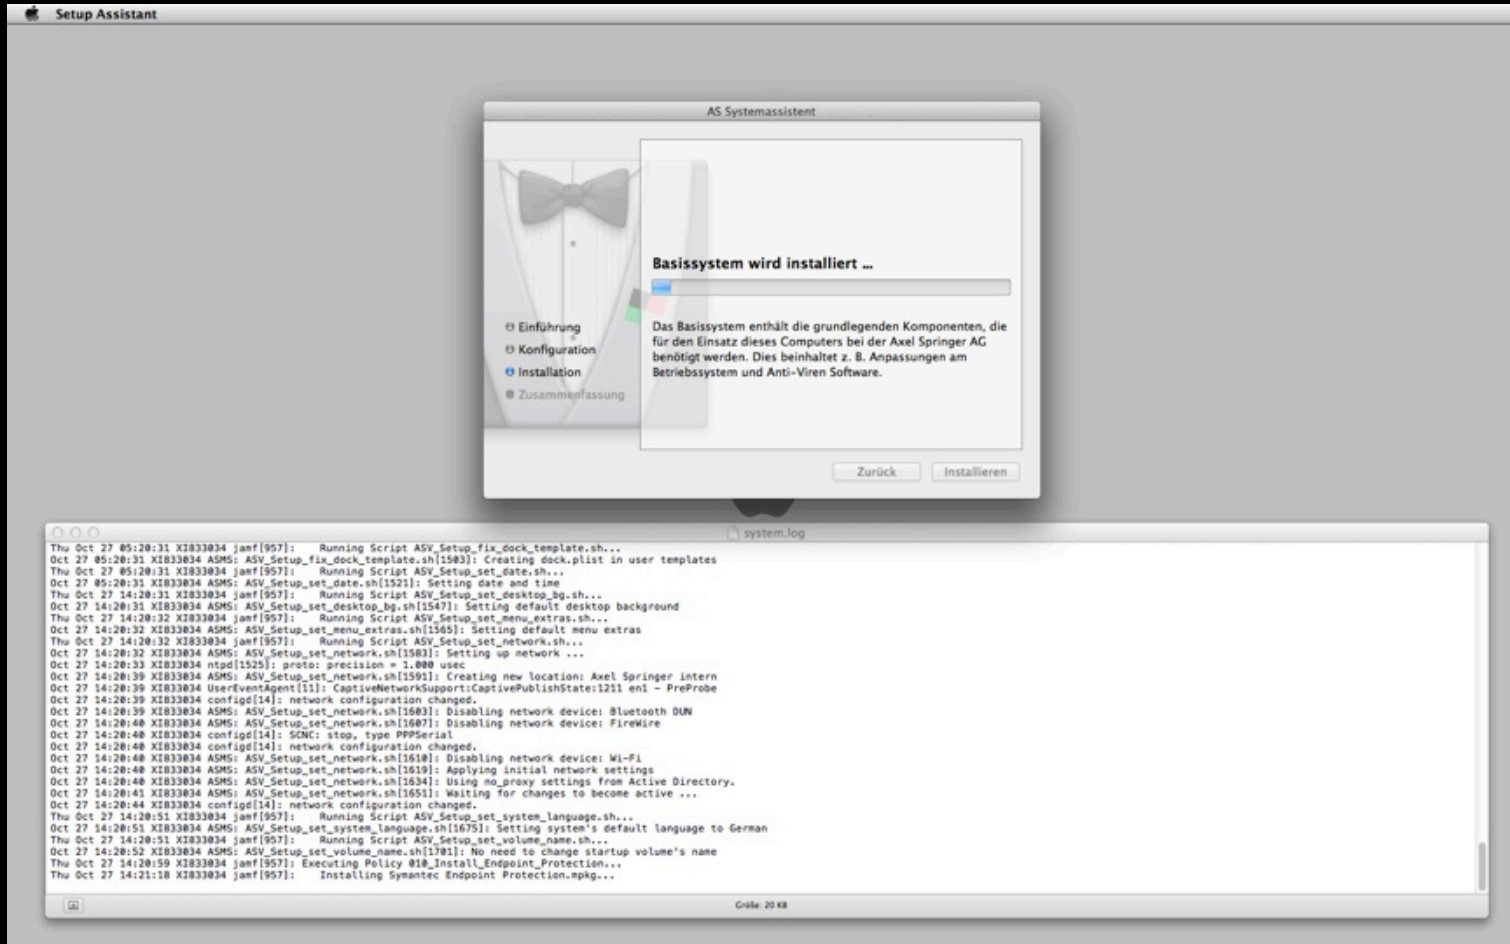 Setup Assistant
AS Systemassistent
Basissystem wird installiert ...
Einführung
Konfiguration
Installation
Zusammenfassung
Das Basissystem enthält die grundlegenden Komponenten, die
für den Einsatz dieses Computers bei der Axel Springer AG
benötigt werden. Dies beinhaltet z. B. Anpassungen am
Betriebssystem und Anti-Viren Software.
Zurück
Installieren
system.log
Thu Oct 27 05:20:31 XI833034 jamf[957]: Running Script ASV_Setup_fix_dock_template.sh...
Oct 27 05:20:31 XI833034 ASMS: ASV_Setup_fix_dock_template.sh[1503]: Creating dock.plist in user templates
Thu Oct 27 05:20:31 XI833034 jamf[957]: Running Script ASV_Setup_set_date.sh...
Oct 27 05:20:31 XI833034 ASMS: ASV_Setup_set_date.sh[1521]: Setting date and time
Thu Oct 27 14:20:31 XI833034 jamf[957]: Running Script ASV_Setup_set_desktop_bg.sh...
Oct 27 14:20:31 XI833034 ASMS: ASV_Setup_set_desktop_bg.sh[1547]: Setting default desktop background
Thu Oct 27 14:20:32 XI833034 jamf[957]: Running Script ASV_Setup_set_menu_extras.sh...
Oct 27 14:20:32 XI833034 ASMS: ASV_Setup_set_menu_extras.sh[1565]: Setting default menu extras
Thu Oct 27 14:20:32 XI833034 jamf[957]: Running Script ASV_Setup_set_network.sh...
Oct 27 14:20:32 XI833034 ASMS: ASV_Setup_set_network.sh[1583]: Setting up network ...
Oct 27 14:20:33 XI833034 ntpd[1525]: proto: precision = 1.000 usec
Oct 27 14:20:39 XI833034 ASMS: ASV_Setup_set_network.sh[1591]: Creating new location: Axel Springer intern
Oct 27 14:20:39 XI833034 UserEventAgent[11]: CaptiveNetworkSupport:CaptivePublishState:1211 en1 - PreProbe
Oct 27 14:20:39 XI833034 configd[14]: network configuration changed.
Oct 27 14:20:39 XI833034 ASMS: ASV_Setup_set_network.sh[1603]: Disabling network device: Bluetooth DUN
Oct 27 14:20:40 XI833034 ASMS: ASV_Setup_set_network.sh[1607]: Disabling network device: FireWire
Oct 27 14:20:40 XI833034 configd[14]: SCNC: stop, type PPPSerial
Oct 27 14:20:40 XI833034 configd[14]: network configuration changed.
Oct 27 14:20:40 XI833034 ASMS: ASV_Setup_set_network.sh[1610]: Disabling network device: Wi-Fi
Oct 27 14:20:40 XI833034 ASMS: ASV_Setup_set_network.sh[1619]: Applying initial network settings
Oct 27 14:20:40 XI833034 ASMS: ASV_Setup_set_network.sh[1634]: Using no_proxy settings from Active Directory.
Oct 27 14:20:41 XI833034 ASMS: ASV_Setup_set_network.sh[1651]: Waiting for changes to become active ...
Oct 27 14:20:44 XI833034 configd[14]: network configuration changed.
Thu Oct 27 14:20:51 XI833034 jamf[957]: Running Script ASV_Setup_set_system_language.sh...
Oct 27 14:20:51 XI833034 ASMS: ASV_Setup_set_system_language.sh[1675]: Setting system's default language to German
Thu Oct 27 14:20:51 XI833034 jamf[957]: Running Script ASV_Setup_set_volume_name.sh...
Oct 27 14:20:52 XI833034 ASMS: ASV_Setup_set_volume_name.sh[1701]: No need to change startup volume's name
Thu Oct 27 14:20:59 XI833034 jamf[957]: Executing Policy 010_Install_Endpoint_Protection...
Thu Oct 27 14:21:18 XI833034 jamf[957]: Installing Symantec Endpoint Protection.mpkg...
Größe: 20 KB